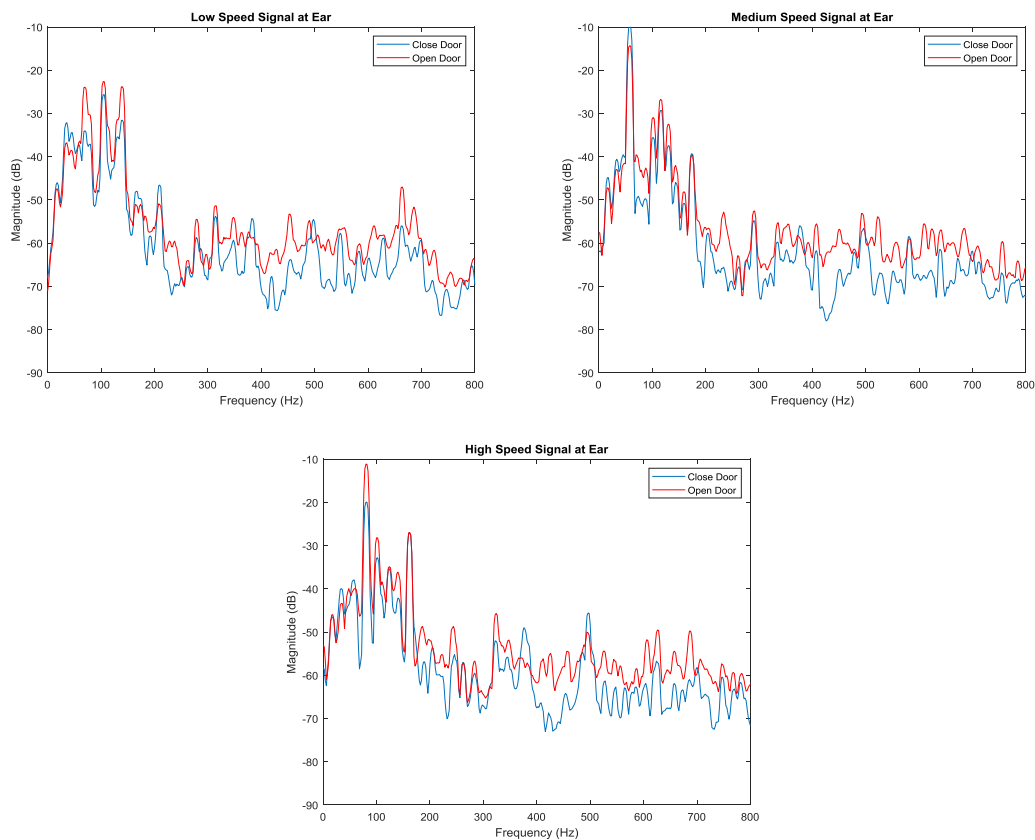 Low Speed Signal at Ear
-10
-20
-30
-40
-50
-60
-70
-80
-90
Magnitude (dB)
Close Door
Open Door
0 100 200 300 400 500 600 700 800
Frequency (Hz)
Medium Speed Signal at Ear
-10
-20
-30
-40
-50
-60
-70
-80
-90
Magnitude (dB)
Close Door
Open Door
0 100 200 300 400 500 600 700 800
Frequency (Hz)
High Speed Signal at Ear
-10
-20
-30
-40
-50
-60
-70
-80
-90
Magnitude (dB)
Close Door
Open Door
0 100 200 300 400 500 600 700 800
Frequency (Hz)